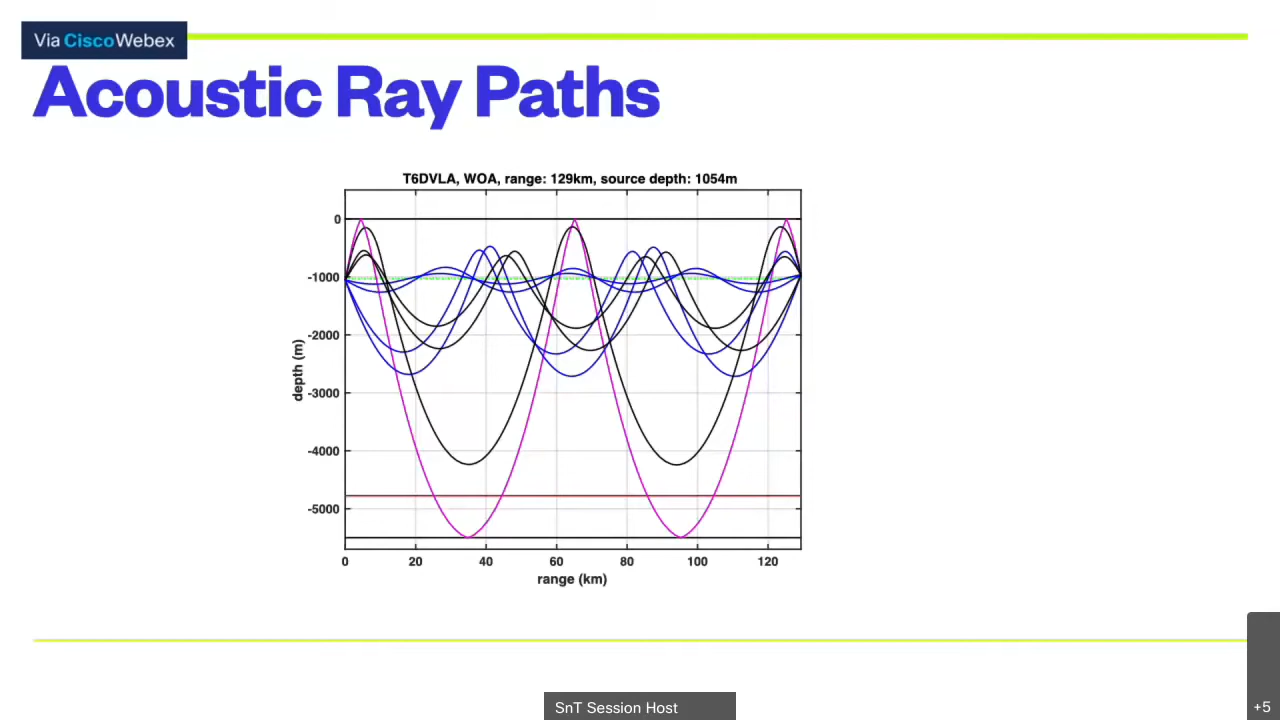 Via CiscoWebex
Acoustic Ray Paths
T6DVLA, WOA, range: 129km, source depth: 1054m
0
-1000
-2000
-3000
-4000
-5000
depth (m)
0 20 40 60 80 100 120
range (km)
SnT Session Host
+5